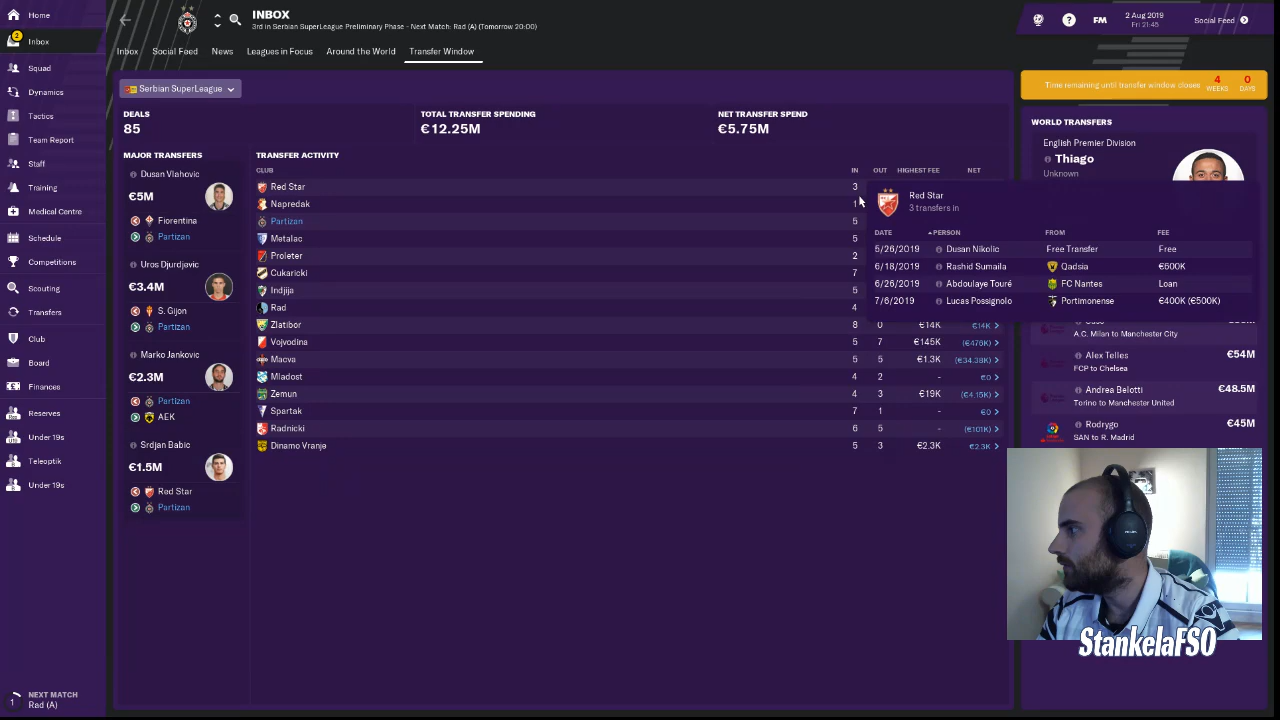 Home
2
Inbox
Squad
Dynamics
Tactics
Team Report
Staff
Training
Medical Centre
Schedule
Competitions
Scouting
Transfers
Club
Board
Finances
Reserves
Under 19s
Teleoptik
Under 19s
1
NEXT MATCH
Rad (A)
INBOX
3rd in Serbian SuperLeague Preliminary Phase - Next Match: Rad (A) (Tomorrow 20:00)
? FM
2 Aug 2019
Fri 21:45
Social Feed
Inbox Social Feed News Leagues in Focus Around the World Transfer Window
Serbian SuperLeague
DEALS
85
TOTAL TRANSFER SPENDING
€12.25M
NET TRANSFER SPEND
€5.75M
MAJOR TRANSFERS
Dusan Vlahovic
€5M
Fiorentina
Partizan
Uros Djurdjevic
€3.4M
S. Gijon
Partizan
Marko Jankovic
€2.3M
Partizan
AEK
Srdjan Babic
€1.5M
Red Star
Partizan
TRANSFER ACTIVITY
CLUB IN OUT HIGHEST FEE NET
Red Star 3
Napredak 1
Partizan 5
Metalac 5
Proleter 2
Cukaricki 7
Indjija 5
Rad 4
Zlatibor 8 0 €14K €14K
Vojvodina 5 7 €145K (€476K)
Macva 5 5 €1.3K (€34.38K)
Mladost 4 2 - €0
Zemun 4 3 €19K (€4.15K)
Spartak 7 1 - €0
Radnicki 6 5 - (€101K)
Dinamo Vranje 5 3 €2.3K €2.3K
Red Star
3 transfers in
DATE PERSON FROM FEE
5/26/2019 Dusan Nikolic Free Transfer Free
6/18/2019 Rashid Sumaila Qadsia €600K
6/26/2019 Abdoulaye Touré FC Nantes Loan
7/6/2019 Lucas Possignolo Portimonense €400K (€500K)
Time remaining until transfer window closes 4 WEEKS 0 DAYS
WORLD TRANSFERS
English Premier Division
Thiago
Unknown
A.C. Milan to Manchester City
Alex Telles €54M
FCP to Chelsea
Andrea Belotti €48.5M
Torino to Manchester United
Rodrygo €45M
SAN to R. Madrid
StankelaFSO